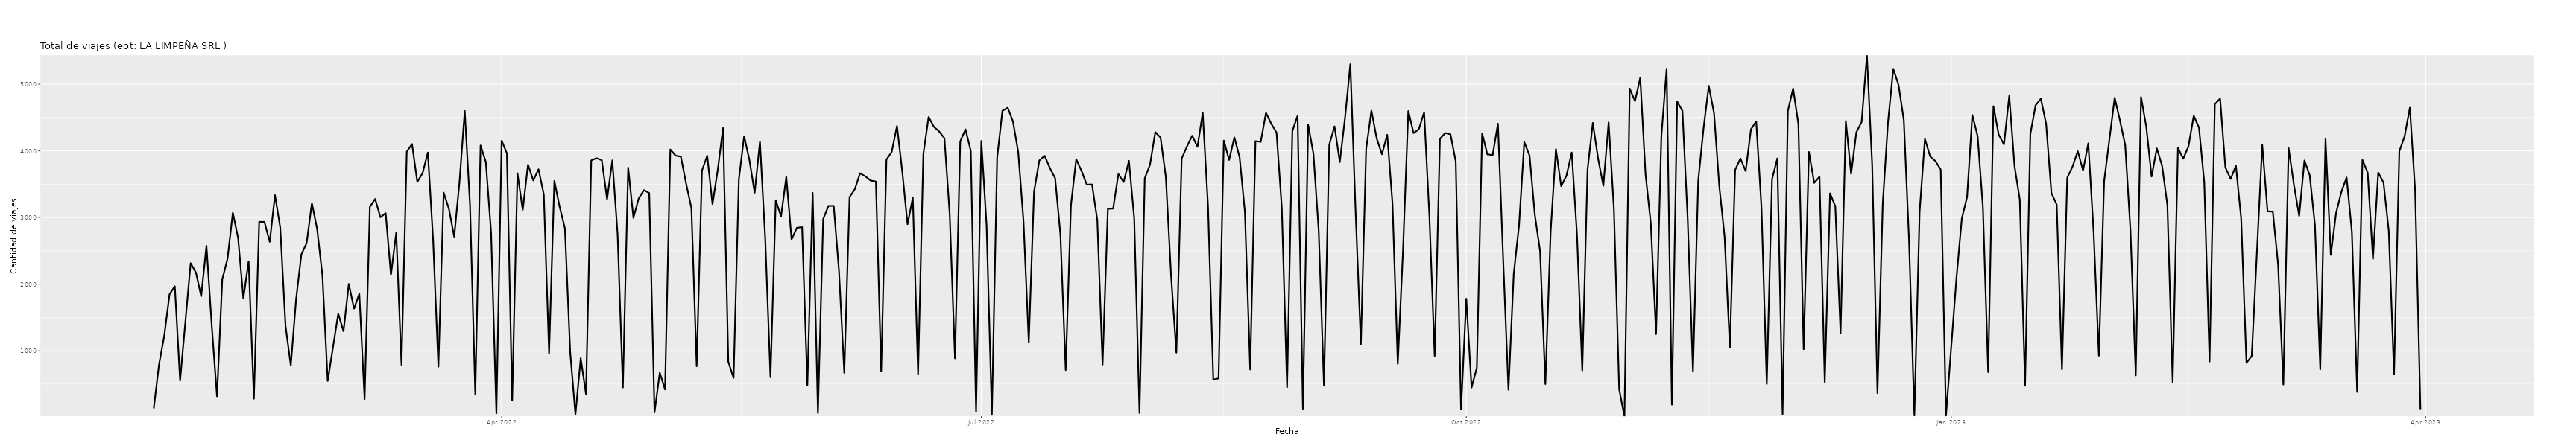 Total de viajes (eot: LA LIMPEÑA SRL )
Cantidad de viajes
5000
4000
3000
2000
1000
Apr 2022
Jul 2022
Oct 2022
Jan 2023
Apr 2023
Fecha